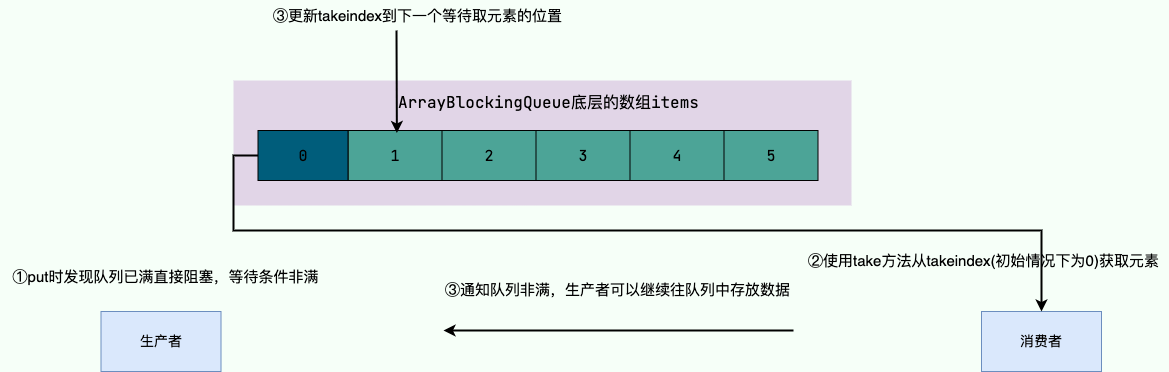 ③更新takeindex到下一个等待取元素的位置
ArrayBlockingQueue底层的数组items
0 1 2 3 4 5
①put时发现队列已满直接阻塞，等待条件非满
②使用take方法从takeindex(初始情况下为0)获取元素
③通知队列非满，生产者可以继续往队列中存放数据
生产者
消费者